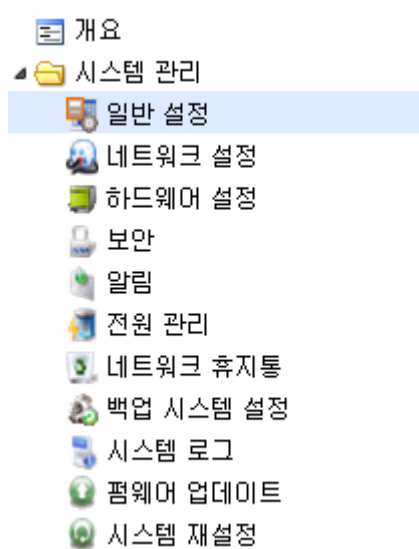 개요
시스템 관리
일반 설정
네트워크 설정
하드웨어 설정
보안
알림
전원 관리
네트워크 휴지통
백업 시스템 설정
시스템 로그
펌웨어 업데이트
시스템 재설정